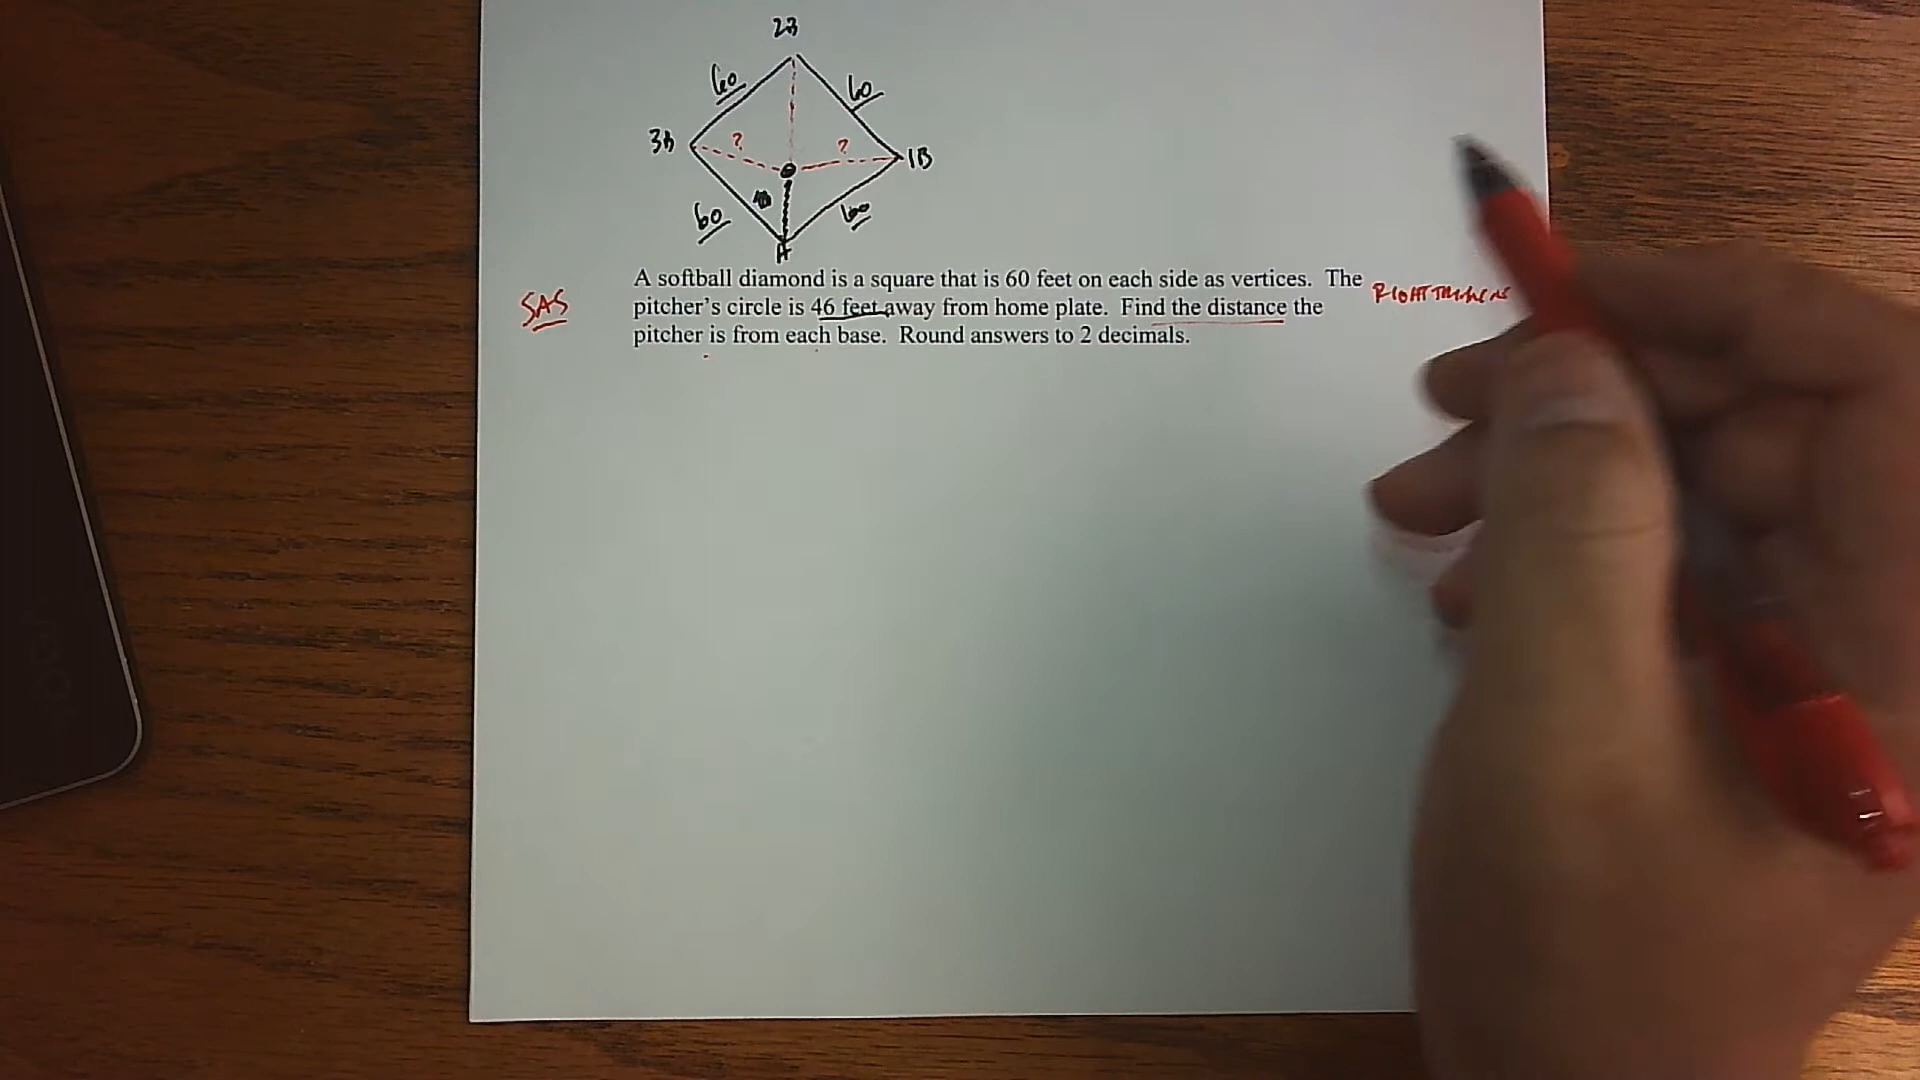 2B
60
60
3B
?
?
1B
60
60
H
A softball diamond is a square that is 60 feet on each side as vertices. The
pitcher's circle is 46 feet away from home plate. Find the distance the
pitcher is from each base. Round answers to 2 decimals.
SAS
RIGHT